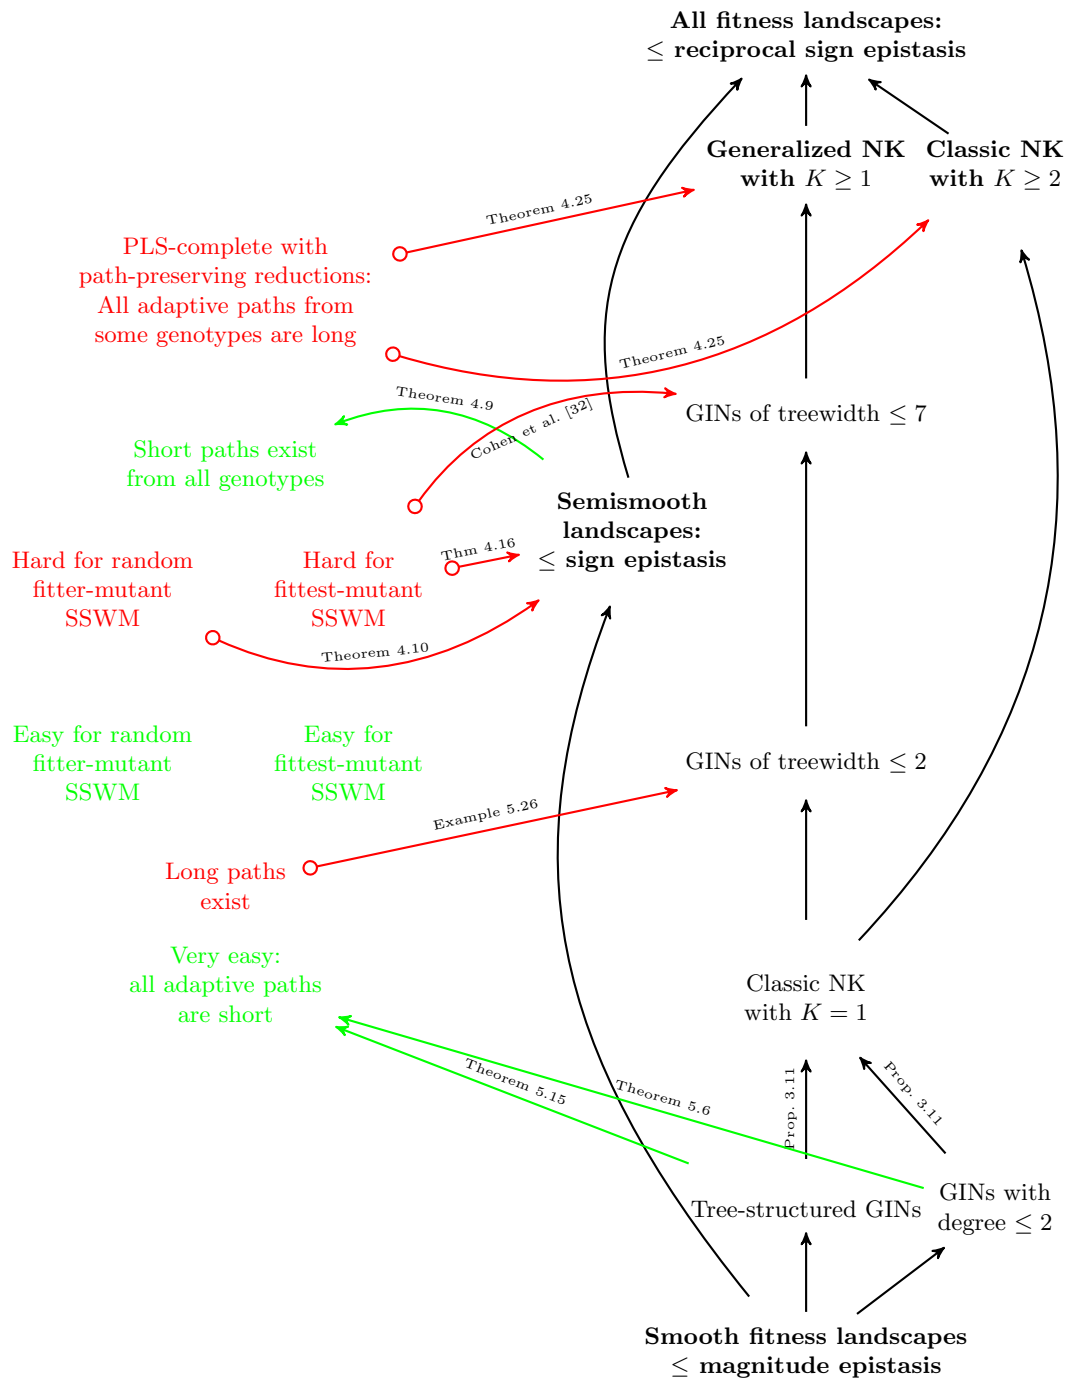 All fitness landscapes:
≤ reciprocal sign epistasis
Generalized NK
with K ≥ 1
Classic NK
with K ≥ 2
Theorem 4.25
PLS-complete with
path-preserving reductions:
All adaptive paths from
some genotypes are long
Theorem 4.25
Theorem 4.9
Cohen et al. [32]
GINs of treewidth ≤ 7
Short paths exist
from all genotypes
Semismooth
landscapes:
≤ sign epistasis
Thm 4.16
Hard for random
fitter-mutant
SSWM
Hard for
fittest-mutant
SSWM
Theorem 4.10
Easy for random
fitter-mutant
SSWM
Easy for
fittest-mutant
SSWM
GINs of treewidth ≤ 2
Example 5.26
Long paths
exist
Very easy:
all adaptive paths
are short
Classic NK
with K = 1
Theorem 5.15
Theorem 5.6
Prop. 3.11
Prop. 3.11
Tree-structured GINs
GINs with
degree ≤ 2
Smooth fitness landscapes
≤ magnitude epistasis